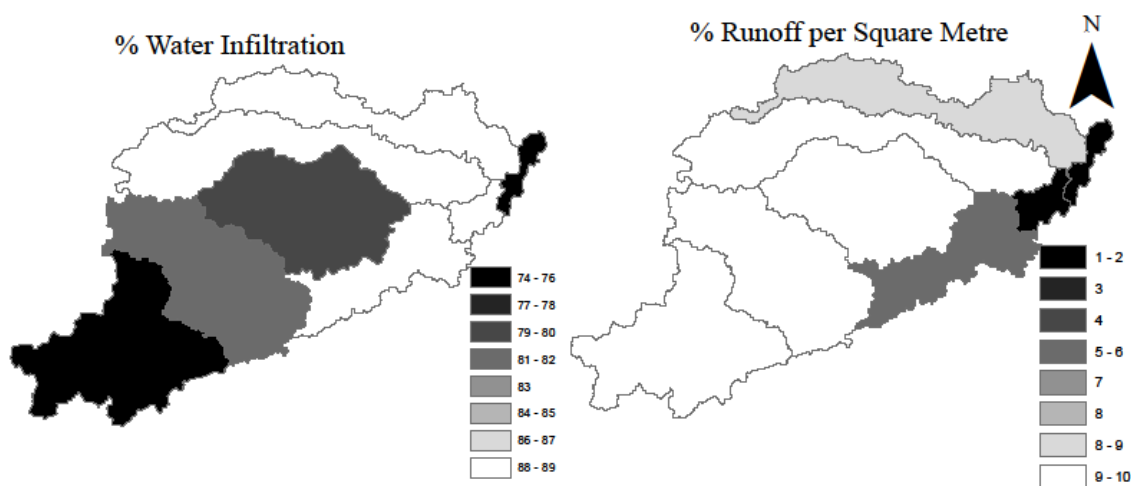 % Water Infiltration
74 - 76
77 - 78
79 - 80
81 - 82
83
84 - 85
86 - 87
88 - 89
% Runoff per Square Metre
N
1 - 2
3
4
5 - 6
7
8
8 - 9
9 - 10